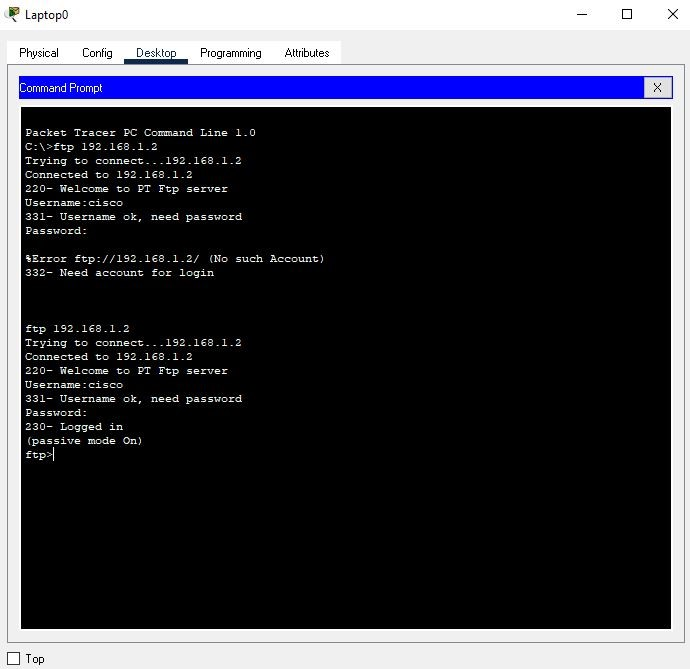 Laptop0
Physical Config Desktop Programming Attributes
Command Prompt
X
Packet Tracer PC Command Line 1.0
C:\>ftp 192.168.1.2
Trying to connect...192.168.1.2
Connected to 192.168.1.2
220- Welcome to PT Ftp server
Username:cisco
331- Username ok, need password
Password:
%Error ftp://192.168.1.2/ (No such Account)
332- Need account for login
ftp 192.168.1.2
Trying to connect...192.168.1.2
Connected to 192.168.1.2
220- Welcome to PT Ftp server
Username:cisco
331- Username ok, need password
Password:
230- Logged in
(passive mode On)
ftp>
Top